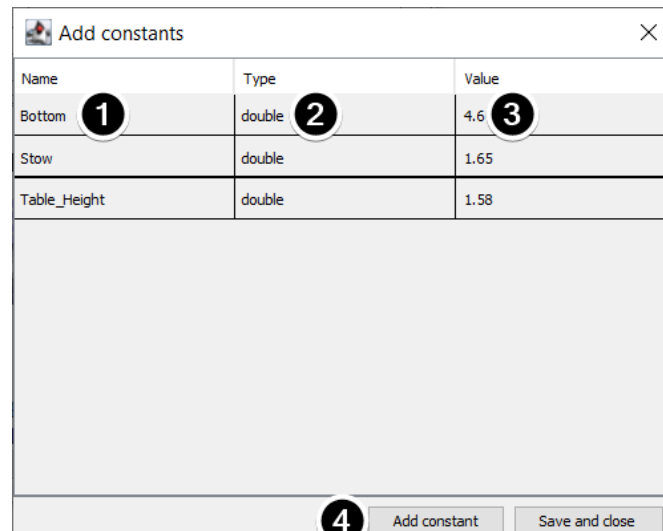 Add constants
Name Type Value
Bottom 1 double 2 4.6 3
Stow double 1.65
Table_Height double 1.58
4 Add constant Save and close